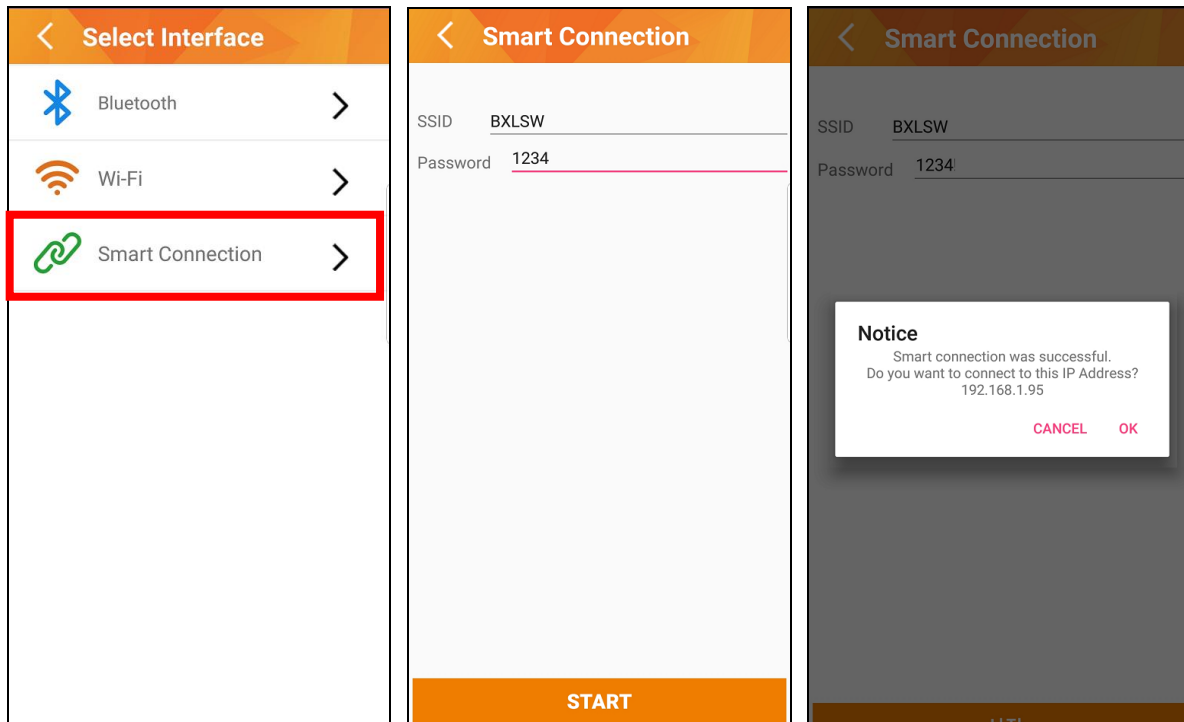 Select Interface
Bluetooth
Wi-Fi
Smart Connection
Smart Connection
SSID BXLSW
Password 1234
START
Smart Connection
SSID BXLSW
Password 1234
Notice
Smart connection was successful.
Do you want to connect to this IP Address?
192.168.1.95
CANCEL OK